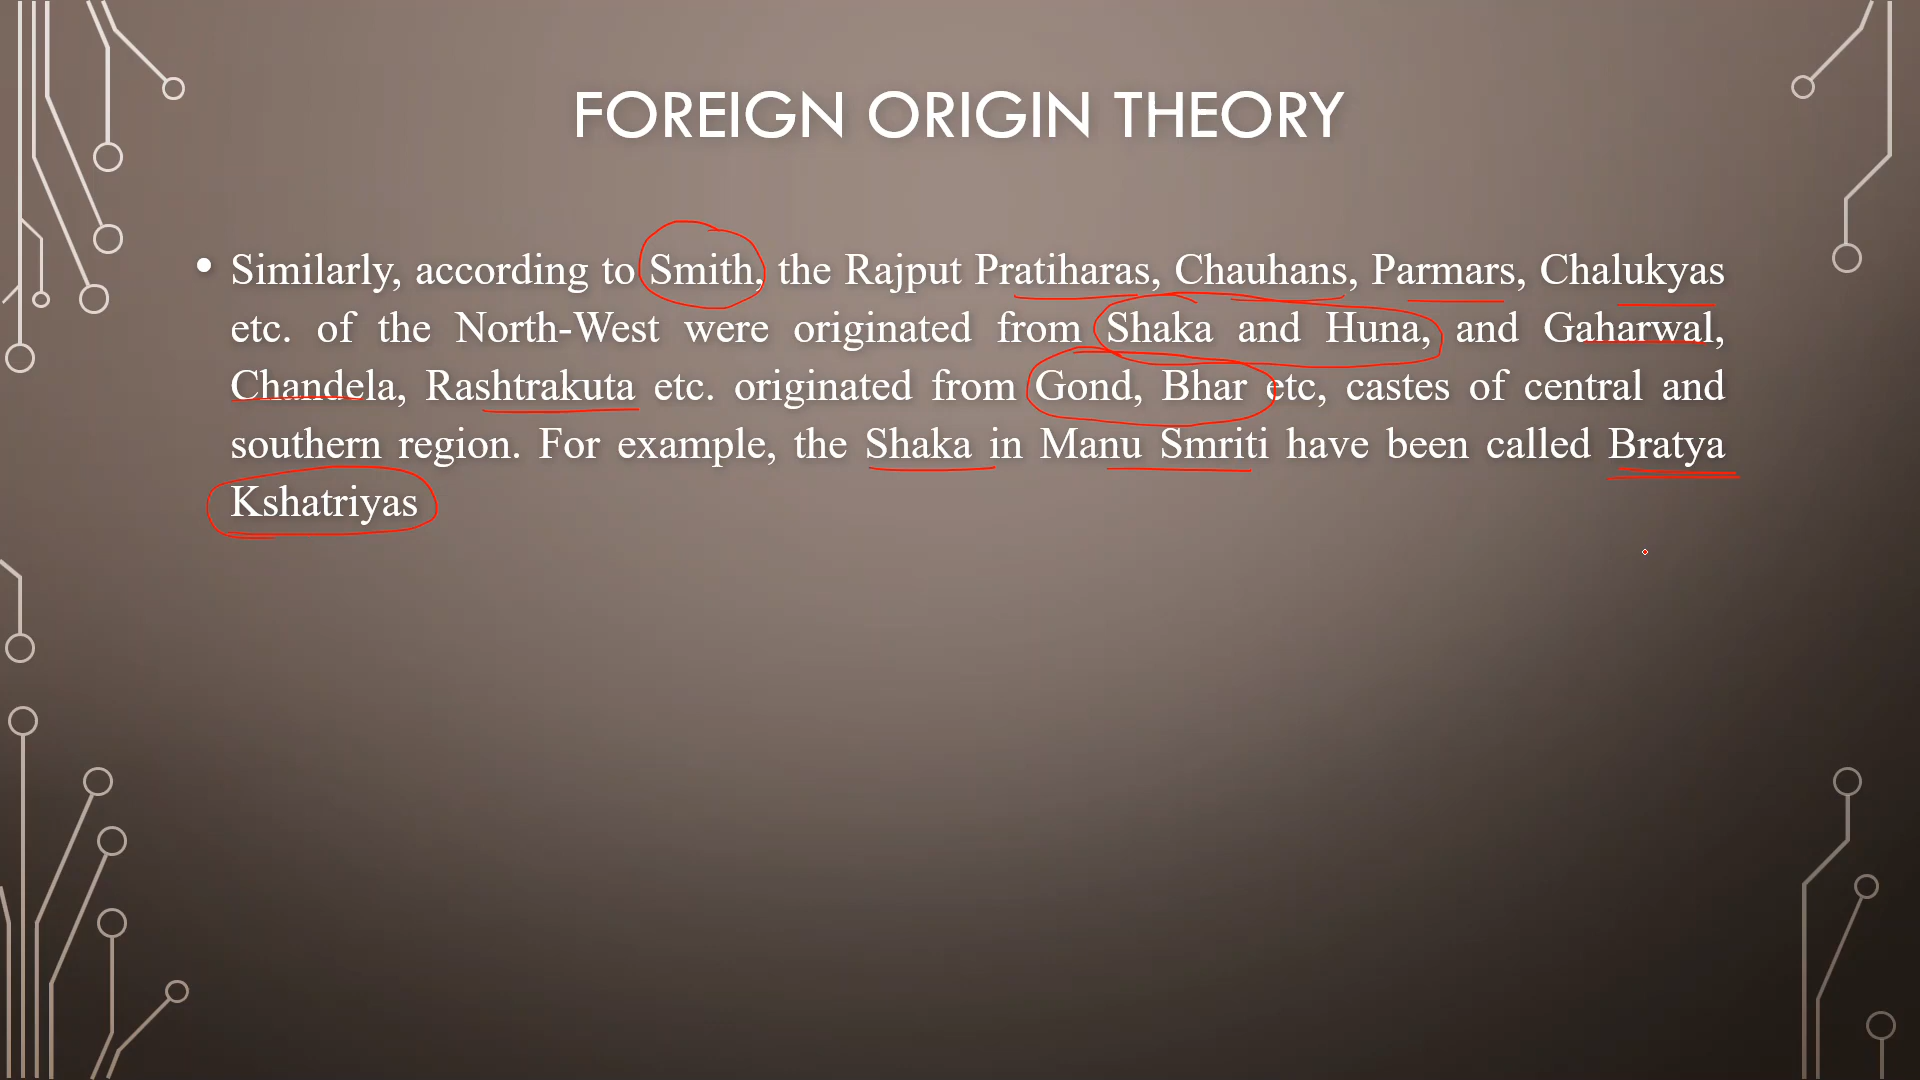 FOREIGN ORIGIN THEORY
• Similarly, according to Smith, the Rajput Pratiharas, Chauhans, Parmars, Chalukyas
etc. of the North-West were originated from Shaka and Huna, and Gaharwal,
Chandela, Rashtrakuta etc. originated from Gond, Bhar etc, castes of central and
southern region. For example, the Shaka in Manu Smriti have been called Bratya
Kshatriyas